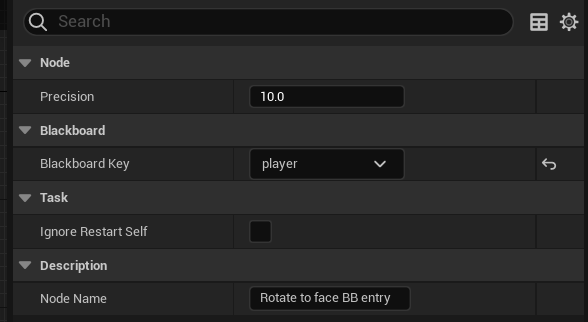 Search
Node
Precision 10.0
Blackboard
Blackboard Key player
Task
Ignore Restart Self
Description
Node Name Rotate to face BB entry